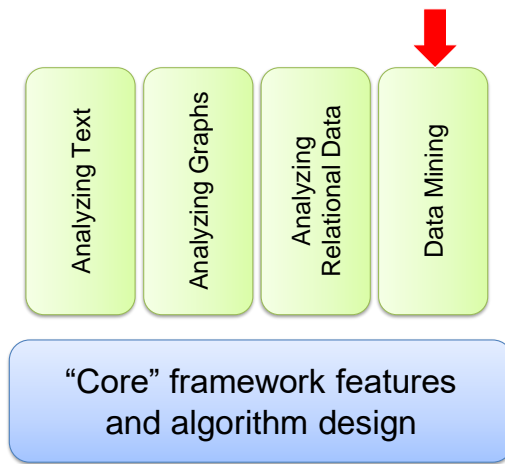 Analyzing Text
Analyzing Graphs
Analyzing
Relational Data
Data Mining
“Core” framework features
and algorithm design